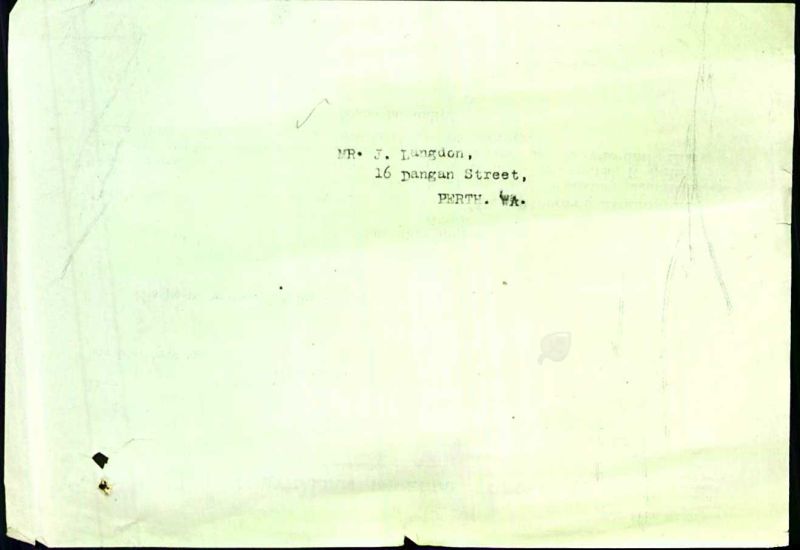 MR. J. Langdon,
16 Dangan Street,
PERTH. WA.